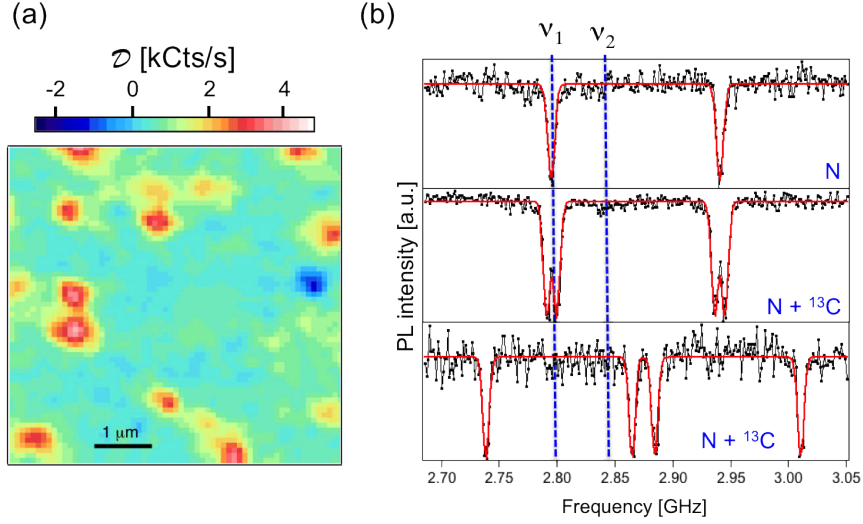 (a)
𝒟 [kCts/s]
-2 0 2 4
1 μm
(b)
ν₁ ν₂
N
N + ¹³C
N + ¹³C
PL intensity [a.u.]
2.70 2.75 2.80 2.85 2.90 2.95 3.00 3.05
Frequency [GHz]